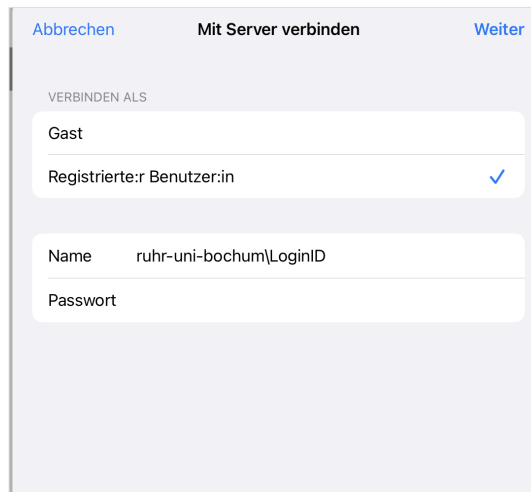 Abbrechen Mit Server verbinden Weiter
VERBINDEN ALS
Gast
Registrierte:r Benutzer:in
Name ruhr-uni-bochum\LoginID
Passwort